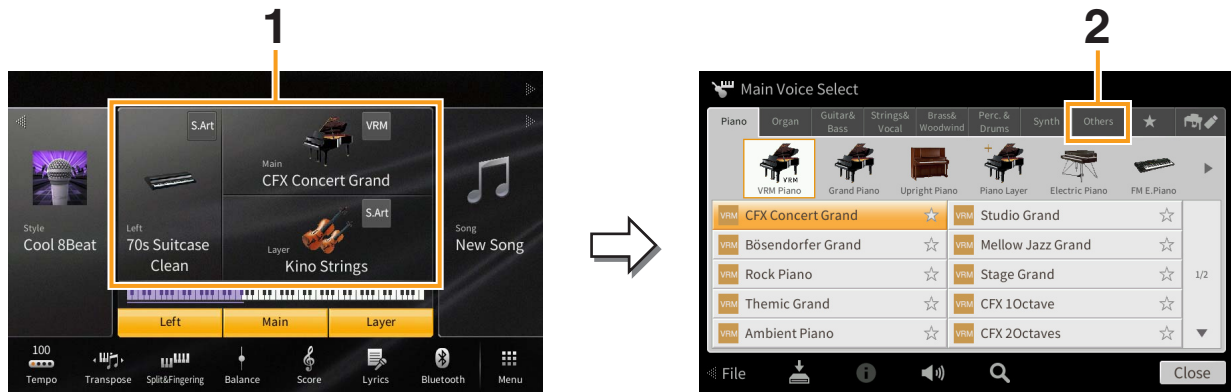 1
S.Art
VRM
Main
CFX Concert Grand
S.Art
Style
Cool 8Beat
Left
70s Suitcase
Clean
Layer
Kino Strings
Song
New Song
Left
Main
Layer
100
Tempo
Transpose
Split&Fingering
Balance
Score
Lyrics
Bluetooth
Menu
2
Main Voice Select
Piano
Organ
Guitar&
Bass
Strings&
Vocal
Brass&
Woodwind
Perc. &
Drums
Synth
Others
VRM
VRM Piano
Grand Piano
Upright Piano
Piano Layer
Electric Piano
FM E.Piano
VRM CFX Concert Grand
VRM Studio Grand
VRM Bösendorfer Grand
VRM Mellow Jazz Grand
VRM Rock Piano
VRM Stage Grand
1/2
VRM Themic Grand
VRM CFX 1Octave
VRM Ambient Piano
VRM CFX 2Octaves
File
Close